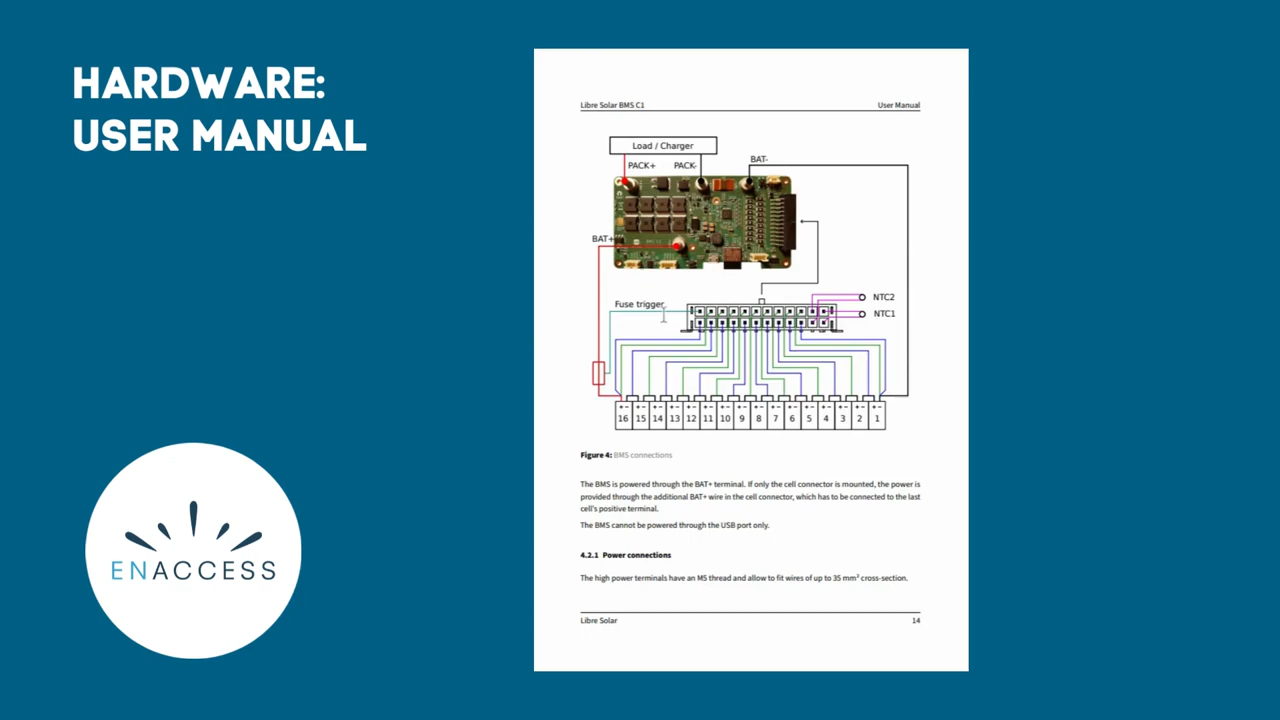 HARDWARE:
USER MANUAL
Libre Solar BMS C1 User Manual
Load / Charger
PACK+ PACK- BAT-
BAT+
Fuse trigger
NTC2
NTC1
+ - + - + - + - + - + - + - + - + - + - + - + - + - + - + - + -
16 15 14 13 12 11 10 9 8 7 6 5 4 3 2 1
Figure 4: BMS connections
The BMS is powered through the BAT+ terminal. If only the cell connector is mounted, the power is
provided through the additional BAT+ wire in the cell connector, which has to be connected to the last
cell's positive terminal.
The BMS cannot be powered through the USB port only.
4.2.1 Power connections
The high power terminals have an M5 thread and allow to fit wires of up to 35 mm² cross-section.
Libre Solar 14
ENACCESS